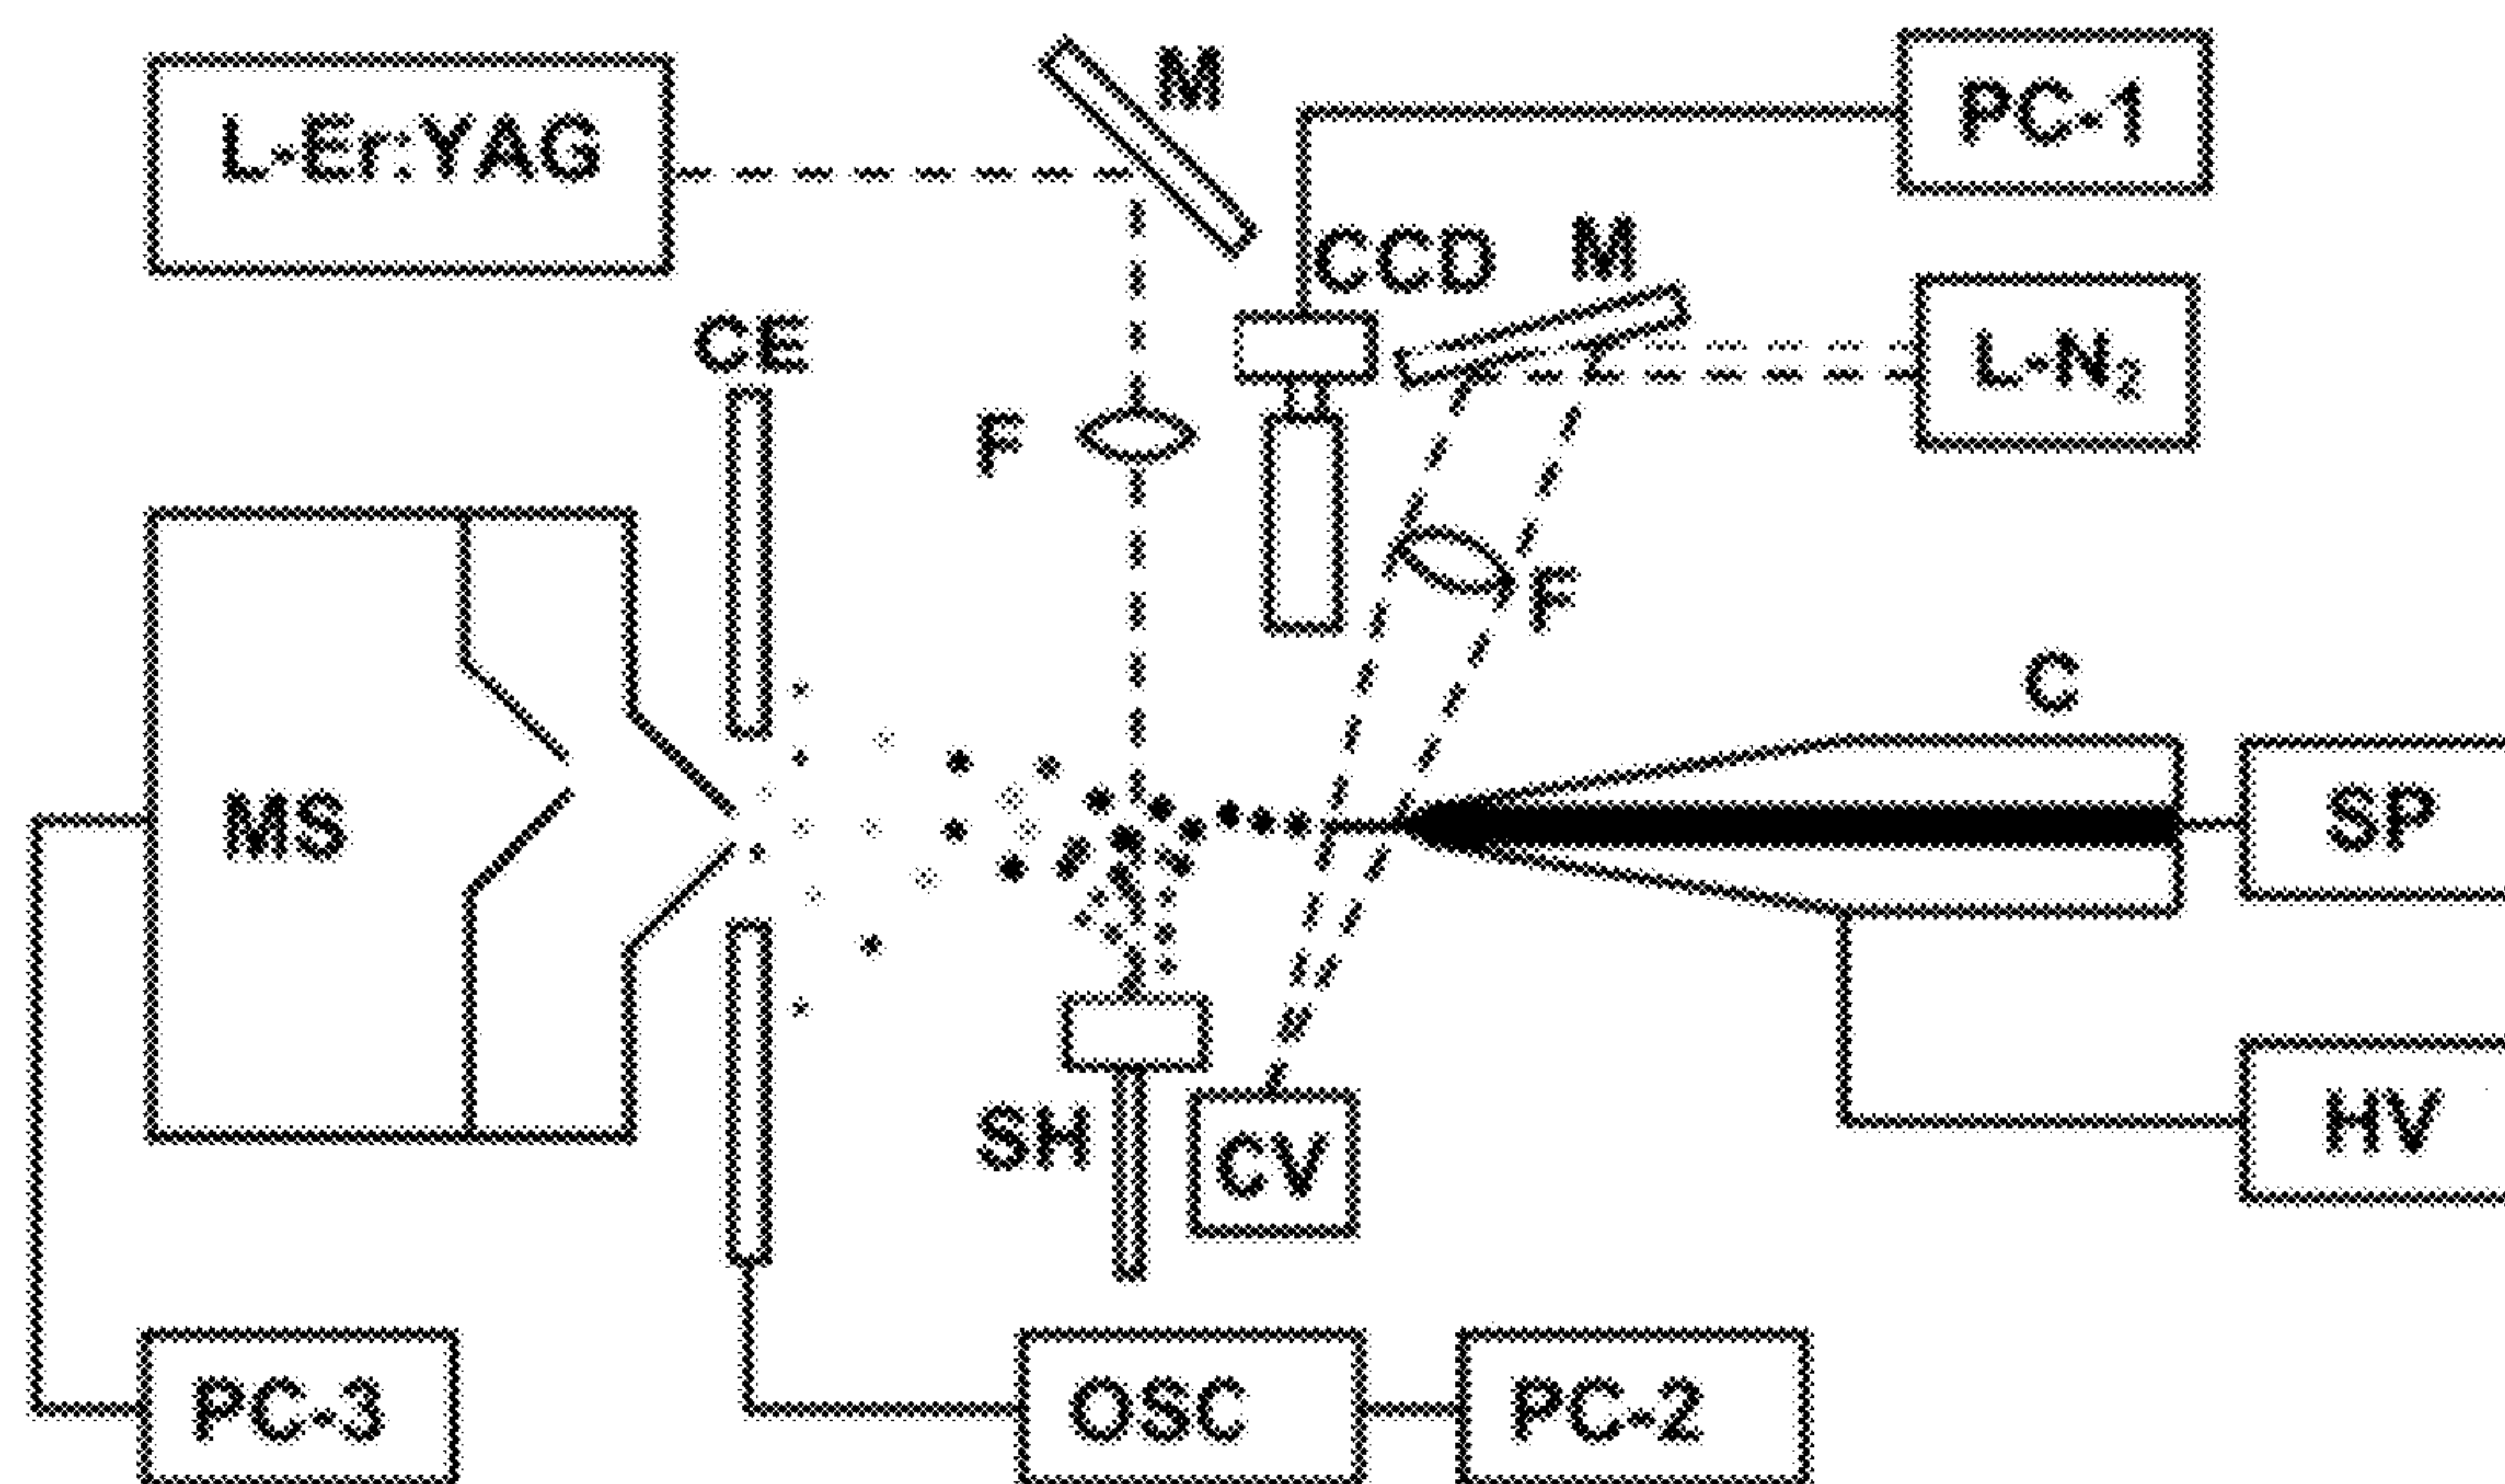 L-Er:YAG
M
PC-1
CCD
M
L-N₂
CE
F
F
C
MS
SP
SH
CV
HV
PC-3
OSC
PC-2